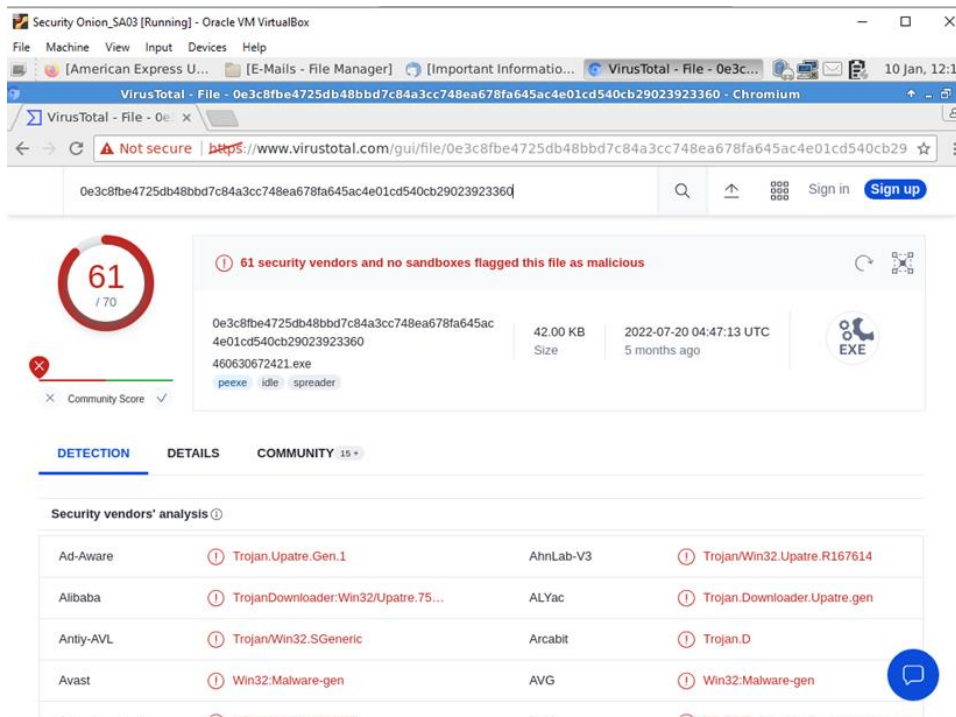 Security Onion_SA03 [Running] - Oracle VM VirtualBox
File Machine View Input Devices Help
[American Express U... [E-Mails - File Manager] [Important Informatio... VirusTotal - File - 0e3c... 10 Jan, 12:1
VirusTotal - File - 0e3c8fbe4725db48bbd7c84a3cc748ea678fa645ac4e01cd540cb29023923360 - Chromium
VirusTotal - File - 0e
Not secure | https://www.virustotal.com/gui/file/0e3c8fbe4725db48bbd7c84a3cc748ea678fa645ac4e01cd540cb29
0e3c8fbe4725db48bbd7c84a3cc748ea678fa645ac4e01cd540cb29023923360
Sign in Sign up
61
/ 70
61 security vendors and no sandboxes flagged this file as malicious
0e3c8fbe4725db48bbd7c84a3cc748ea678fa645ac
4e01cd540cb29023923360
460630672421.exe
peexe idle spreader
42.00 KB
Size
2022-07-20 04:47:13 UTC
5 months ago
EXE
Community Score
DETECTION DETAILS COMMUNITY 15 +
Security vendors' analysis
Ad-Aware Trojan.Upatre.Gen.1 AhnLab-V3 Trojan/Win32.Upatre.R167614
Alibaba TrojanDownloader:Win32/Upatre.75... ALYac Trojan.Downloader.Upatre.gen
Antiy-AVL Trojan/Win32.SGeneric Arcabit Trojan.D
Avast Win32:Malware-gen AVG Win32:Malware-gen